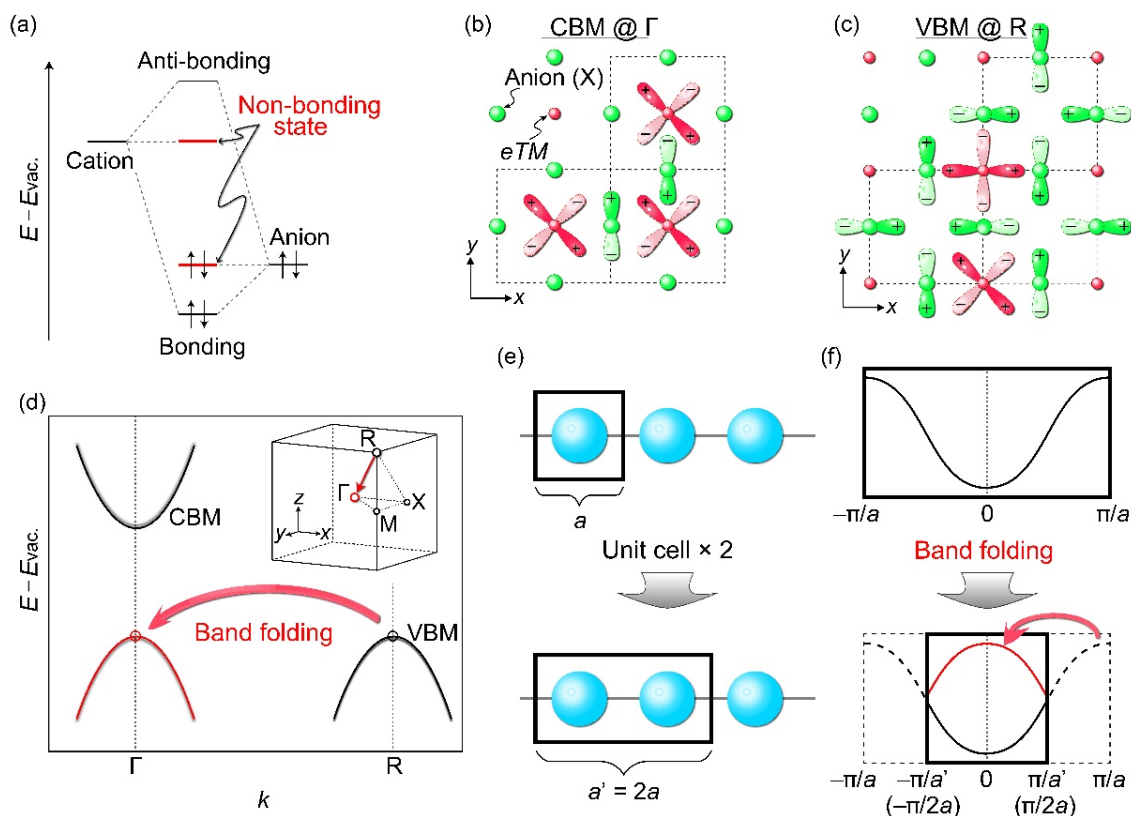 (a)
Anti-bonding
Non-bonding
state
Cation
Anion
Bonding
E – Evac.
(b)
CBM @ Γ
Anion (X)
eTM
+
–
–
+
+
–
–
+
+
–
–
+
+
–
–
+
y
x
(c)
VBM @ R
+
–
–
+
+
–
+
–
–
+
+
–
–
+
–
+
–
+
–
+
–
+
–
+
–
–
+
–
+
–
+
+
y
x
(d)
E – Evac.
CBM
R
Γ
X
M
z
y
x
Band folding
VBM
Γ
R
k
(e)
a
Unit cell × 2
a' = 2a
(f)
–π/a
0
π/a
Band folding
–π/a
–π/a'
0
π/a'
π/a
(–π/2a)
(π/2a)